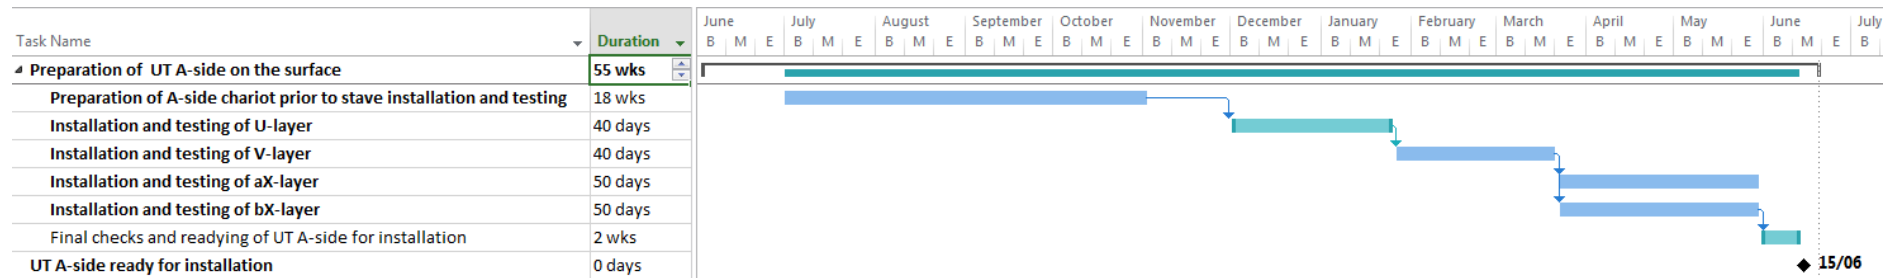 June July August September October November December January February March April May June July
Task Name Duration B M E B M E B M E B M E B M E B M E B M E B M E B M E B M E B M E B M E B M E B
Preparation of UT A-side on the surface 55 wks
Preparation of A-side chariot prior to stave installation and testing 18 wks
Installation and testing of U-layer 40 days
Installation and testing of V-layer 40 days
Installation and testing of aX-layer 50 days
Installation and testing of bX-layer 50 days
Final checks and readying of UT A-side for installation 2 wks
UT A-side ready for installation 0 days 15/06